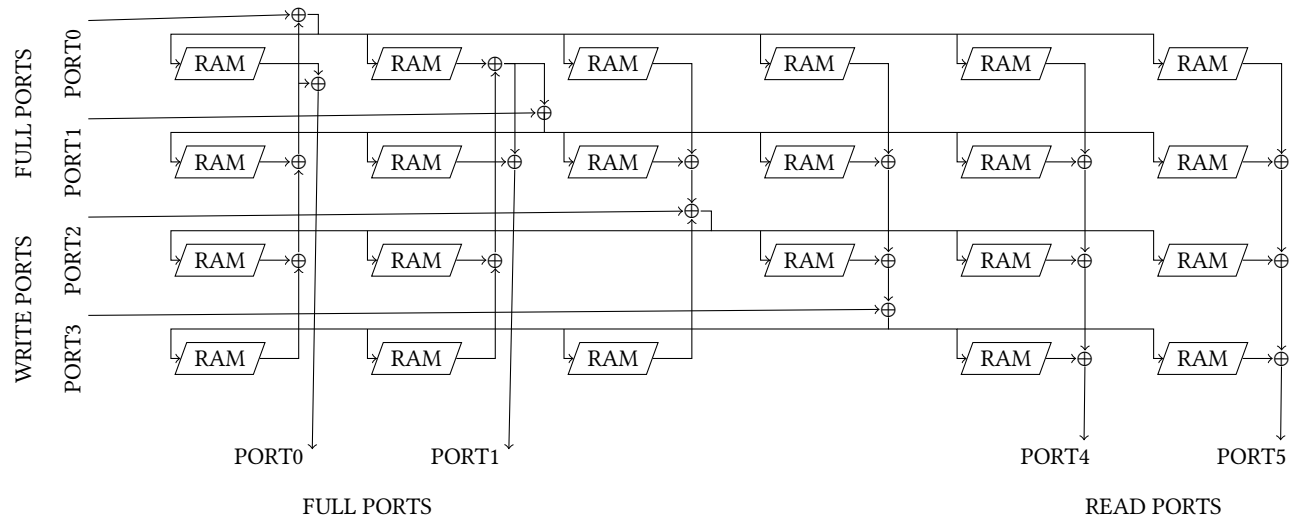 FULL PORTS
PORT0
RAM RAM RAM RAM RAM RAM
PORT1
RAM RAM RAM RAM RAM RAM
WRITE PORTS
PORT2
RAM RAM RAM RAM RAM
PORT3
RAM RAM RAM RAM RAM
PORT0 PORT1 PORT4 PORT5
FULL PORTS READ PORTS